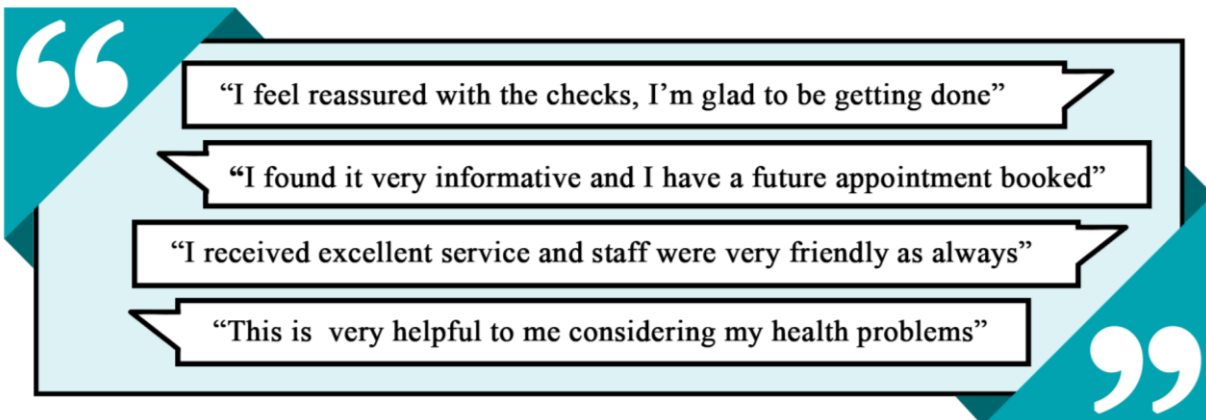 “I feel reassured with the checks, I’m glad to be getting done”
“I found it very informative and I have a future appointment booked”
“I received excellent service and staff were very friendly as always”
“This is  very helpful to me considering my health problems”